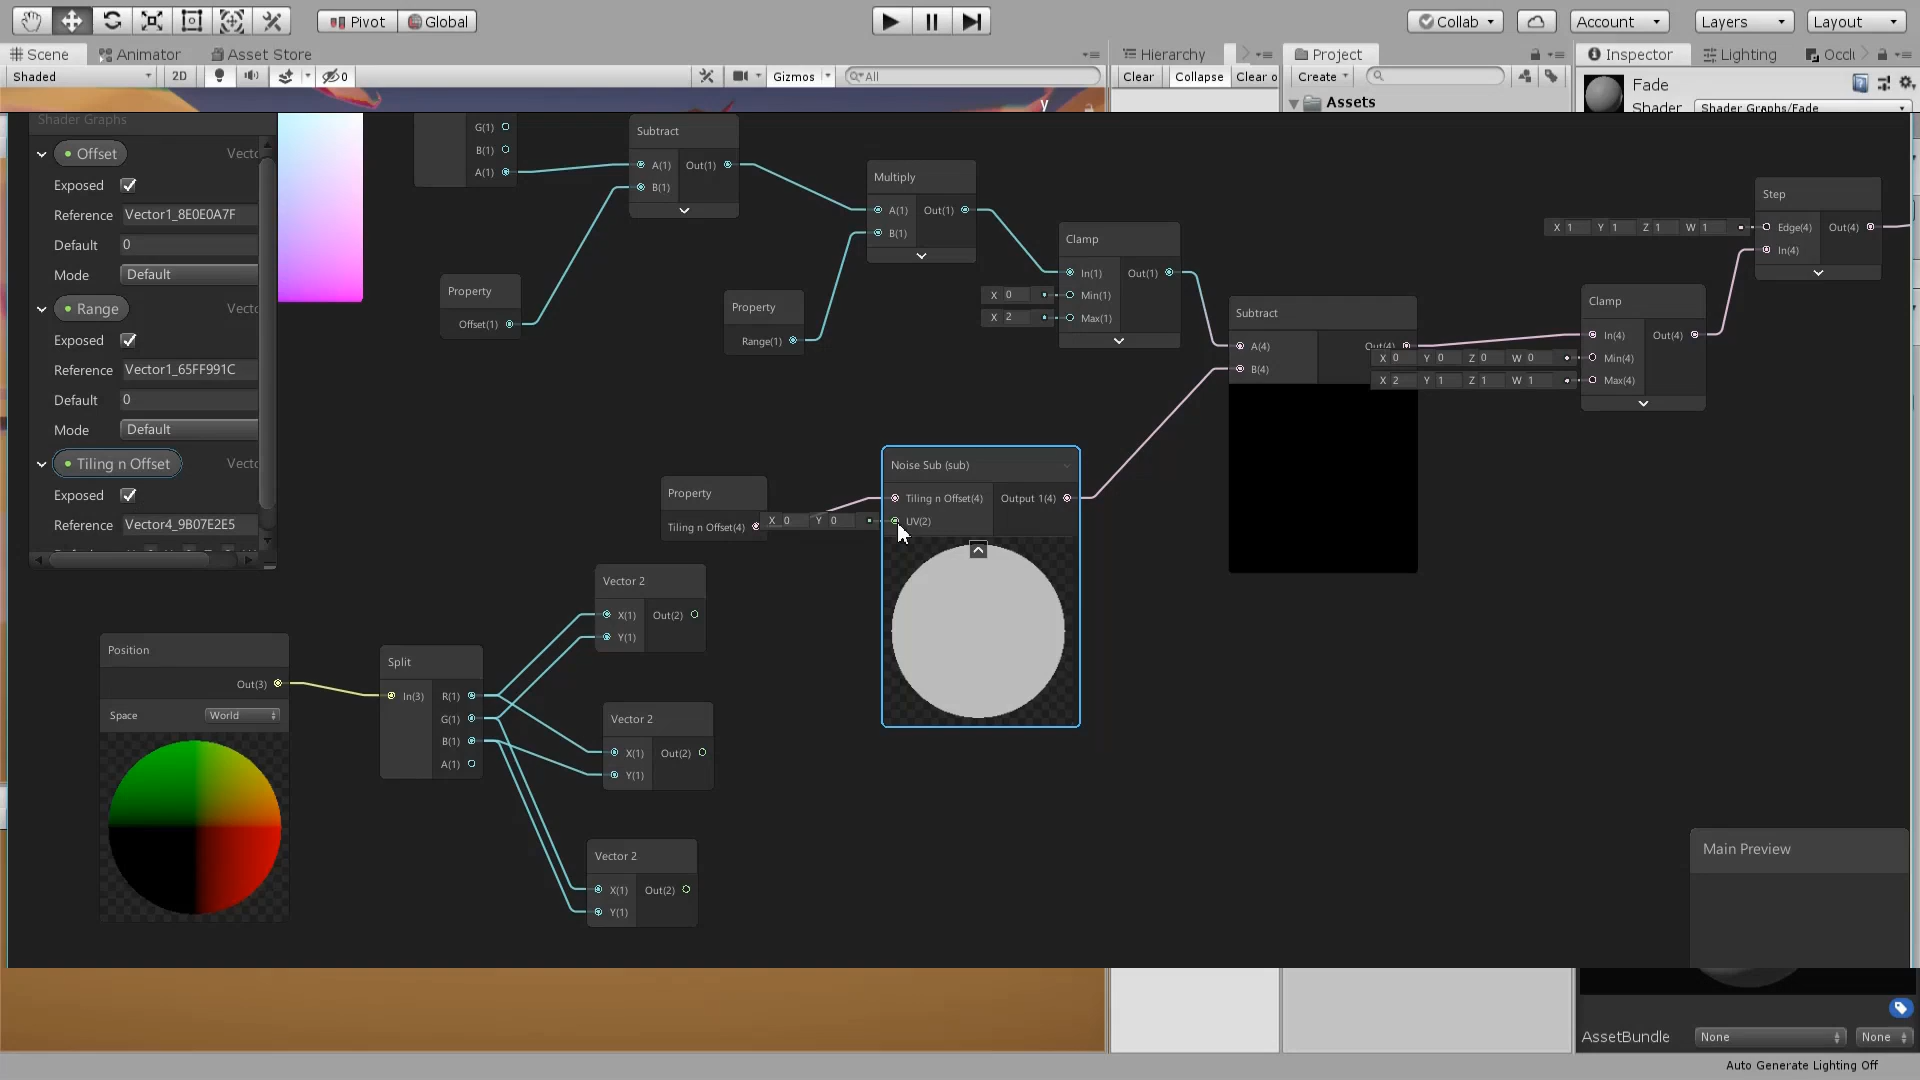 Pivot Global Collab Account Layers Layout
Scene Animator Asset Store Hierarchy Project Inspector Lighting Occl
Shaded 2D 0 Gizmos All Clear Collapse Clear o Create Fade
y Assets Shader Shader Graphs/Fade
Shader Graphs
Offset Vecto
Exposed
Reference Vector1_8E0E0A7F
Default 0
Mode Default
Range Vecto
Exposed
Reference Vector1_65FF991C
Default 0
Mode Default
Tiling n Offset Vecto
Exposed
Reference Vector4_9B07E2E5
G(1)
B(1)
A(1)
Subtract
A(1) Out(1)
B(1)
Property
Offset(1)
Multiply
A(1) Out(1)
B(1)
Property
Range(1)
Clamp
In(1) Out(1)
X 0 Min(1)
X 2 Max(1)
Subtract
A(4) Out(4)
B(4)
Clamp
In(4) Out(4)
X 0 Y 0 Z 0 W 0 Min(4)
X 2 Y 1 Z 1 W 1 Max(4)
Step
X 1 Y 1 Z 1 W 1 Edge(4) Out(4)
In(4)
Property
Tiling n Offset(4)
Noise Sub (sub)
Tiling n Offset(4) Output 1(4)
X 0 Y 0 UV(2)
Position
Out(3)
Space World
Split
In(3) R(1)
G(1)
B(1)
A(1)
Vector 2
X(1) Out(2)
Y(1)
Vector 2
X(1) Out(2)
Y(1)
Vector 2
X(1) Out(2)
Y(1)
Main Preview
AssetBundle None None
Auto Generate Lighting Off